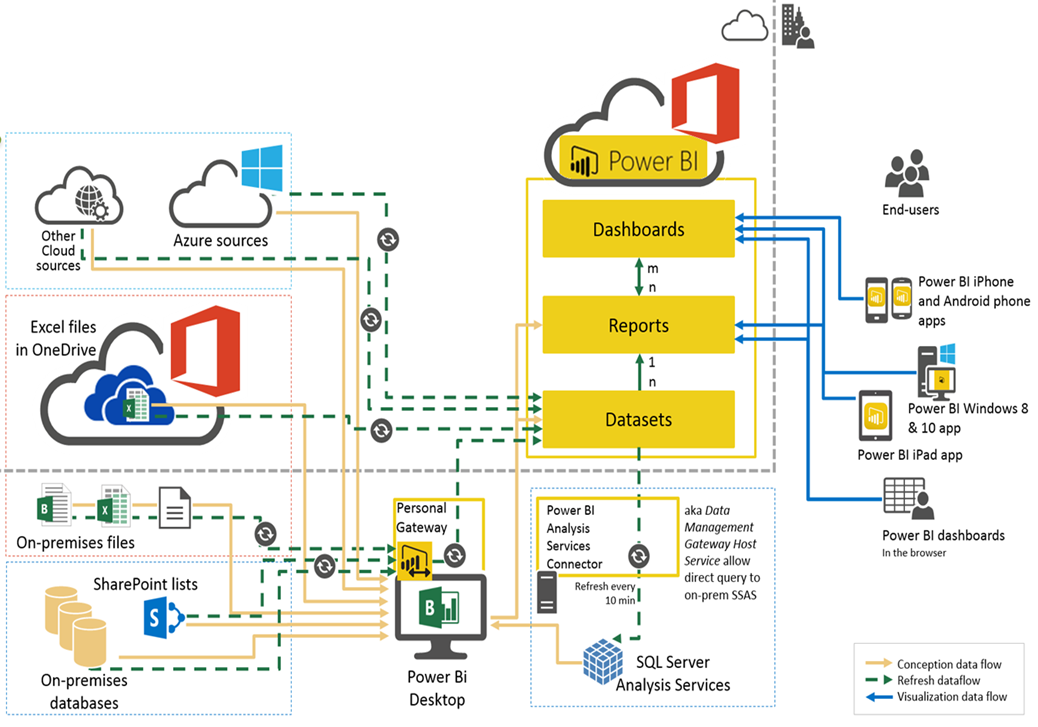 Power BI
Other
Cloud
sources
Azure sources
Dashboards
m
n
Reports
1
n
Datasets
End-users
Power BI iPhone
and Android phone
apps
Power BI Windows 8
& 10 app
Power BI iPad app
Power BI dashboards
In the browser
Excel files
in OneDrive
X
B
X
On-premises files
SharePoint lists
S
On-premises
databases
Personal
Gateway
B
Power Bi
Desktop
Power BI
Analysis
Services
Connector
Refresh every
10 min
aka Data
Management
Gateway Host
Service allow
direct query to
on-prem SSAS
SQL Server
Analysis Services
Conception data flow
Refresh dataflow
Visualization data flow